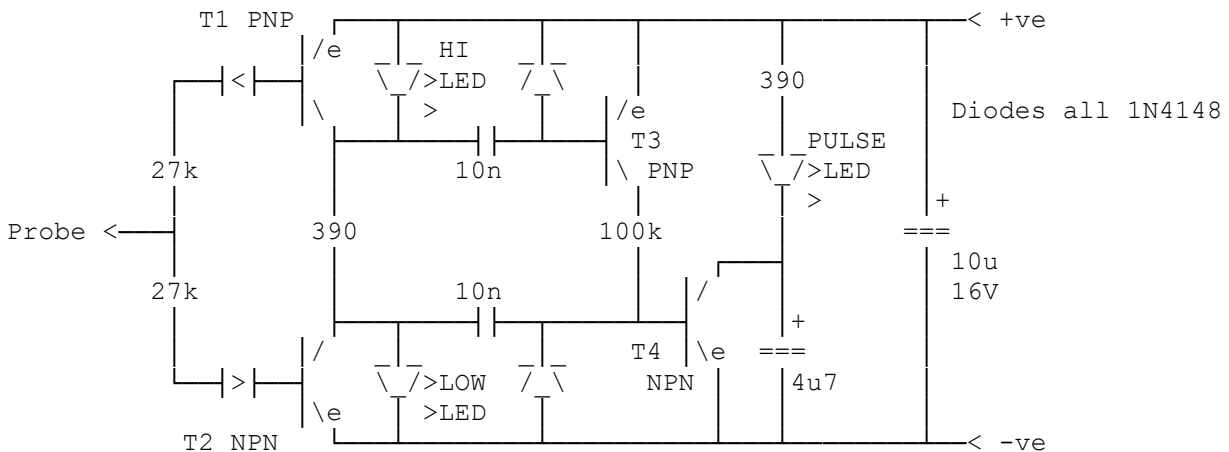 T1 PNP < +ve
/e HI
< \_/>LED /_\ 390
\ > /e Diodes all 1N4148
T3 PULSE
27k 10n \ PNP \_/>LED
> +
Probe < 390 100k ===
10u
27k 10n / 16V
+
/ T4 \e ===
> \_/>LOW /_\ NPN 4u7
\e >LED
T2 NPN < -ve